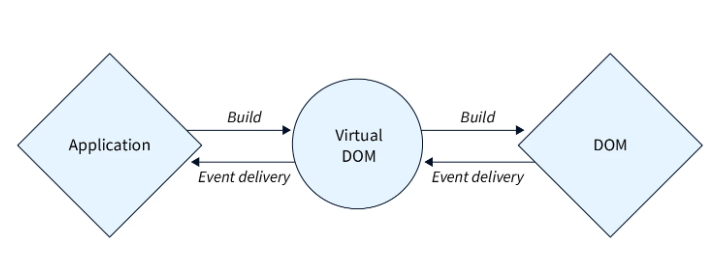 Build
Build
Application
Virtual
DOM
DOM
Event delivery
Event delivery